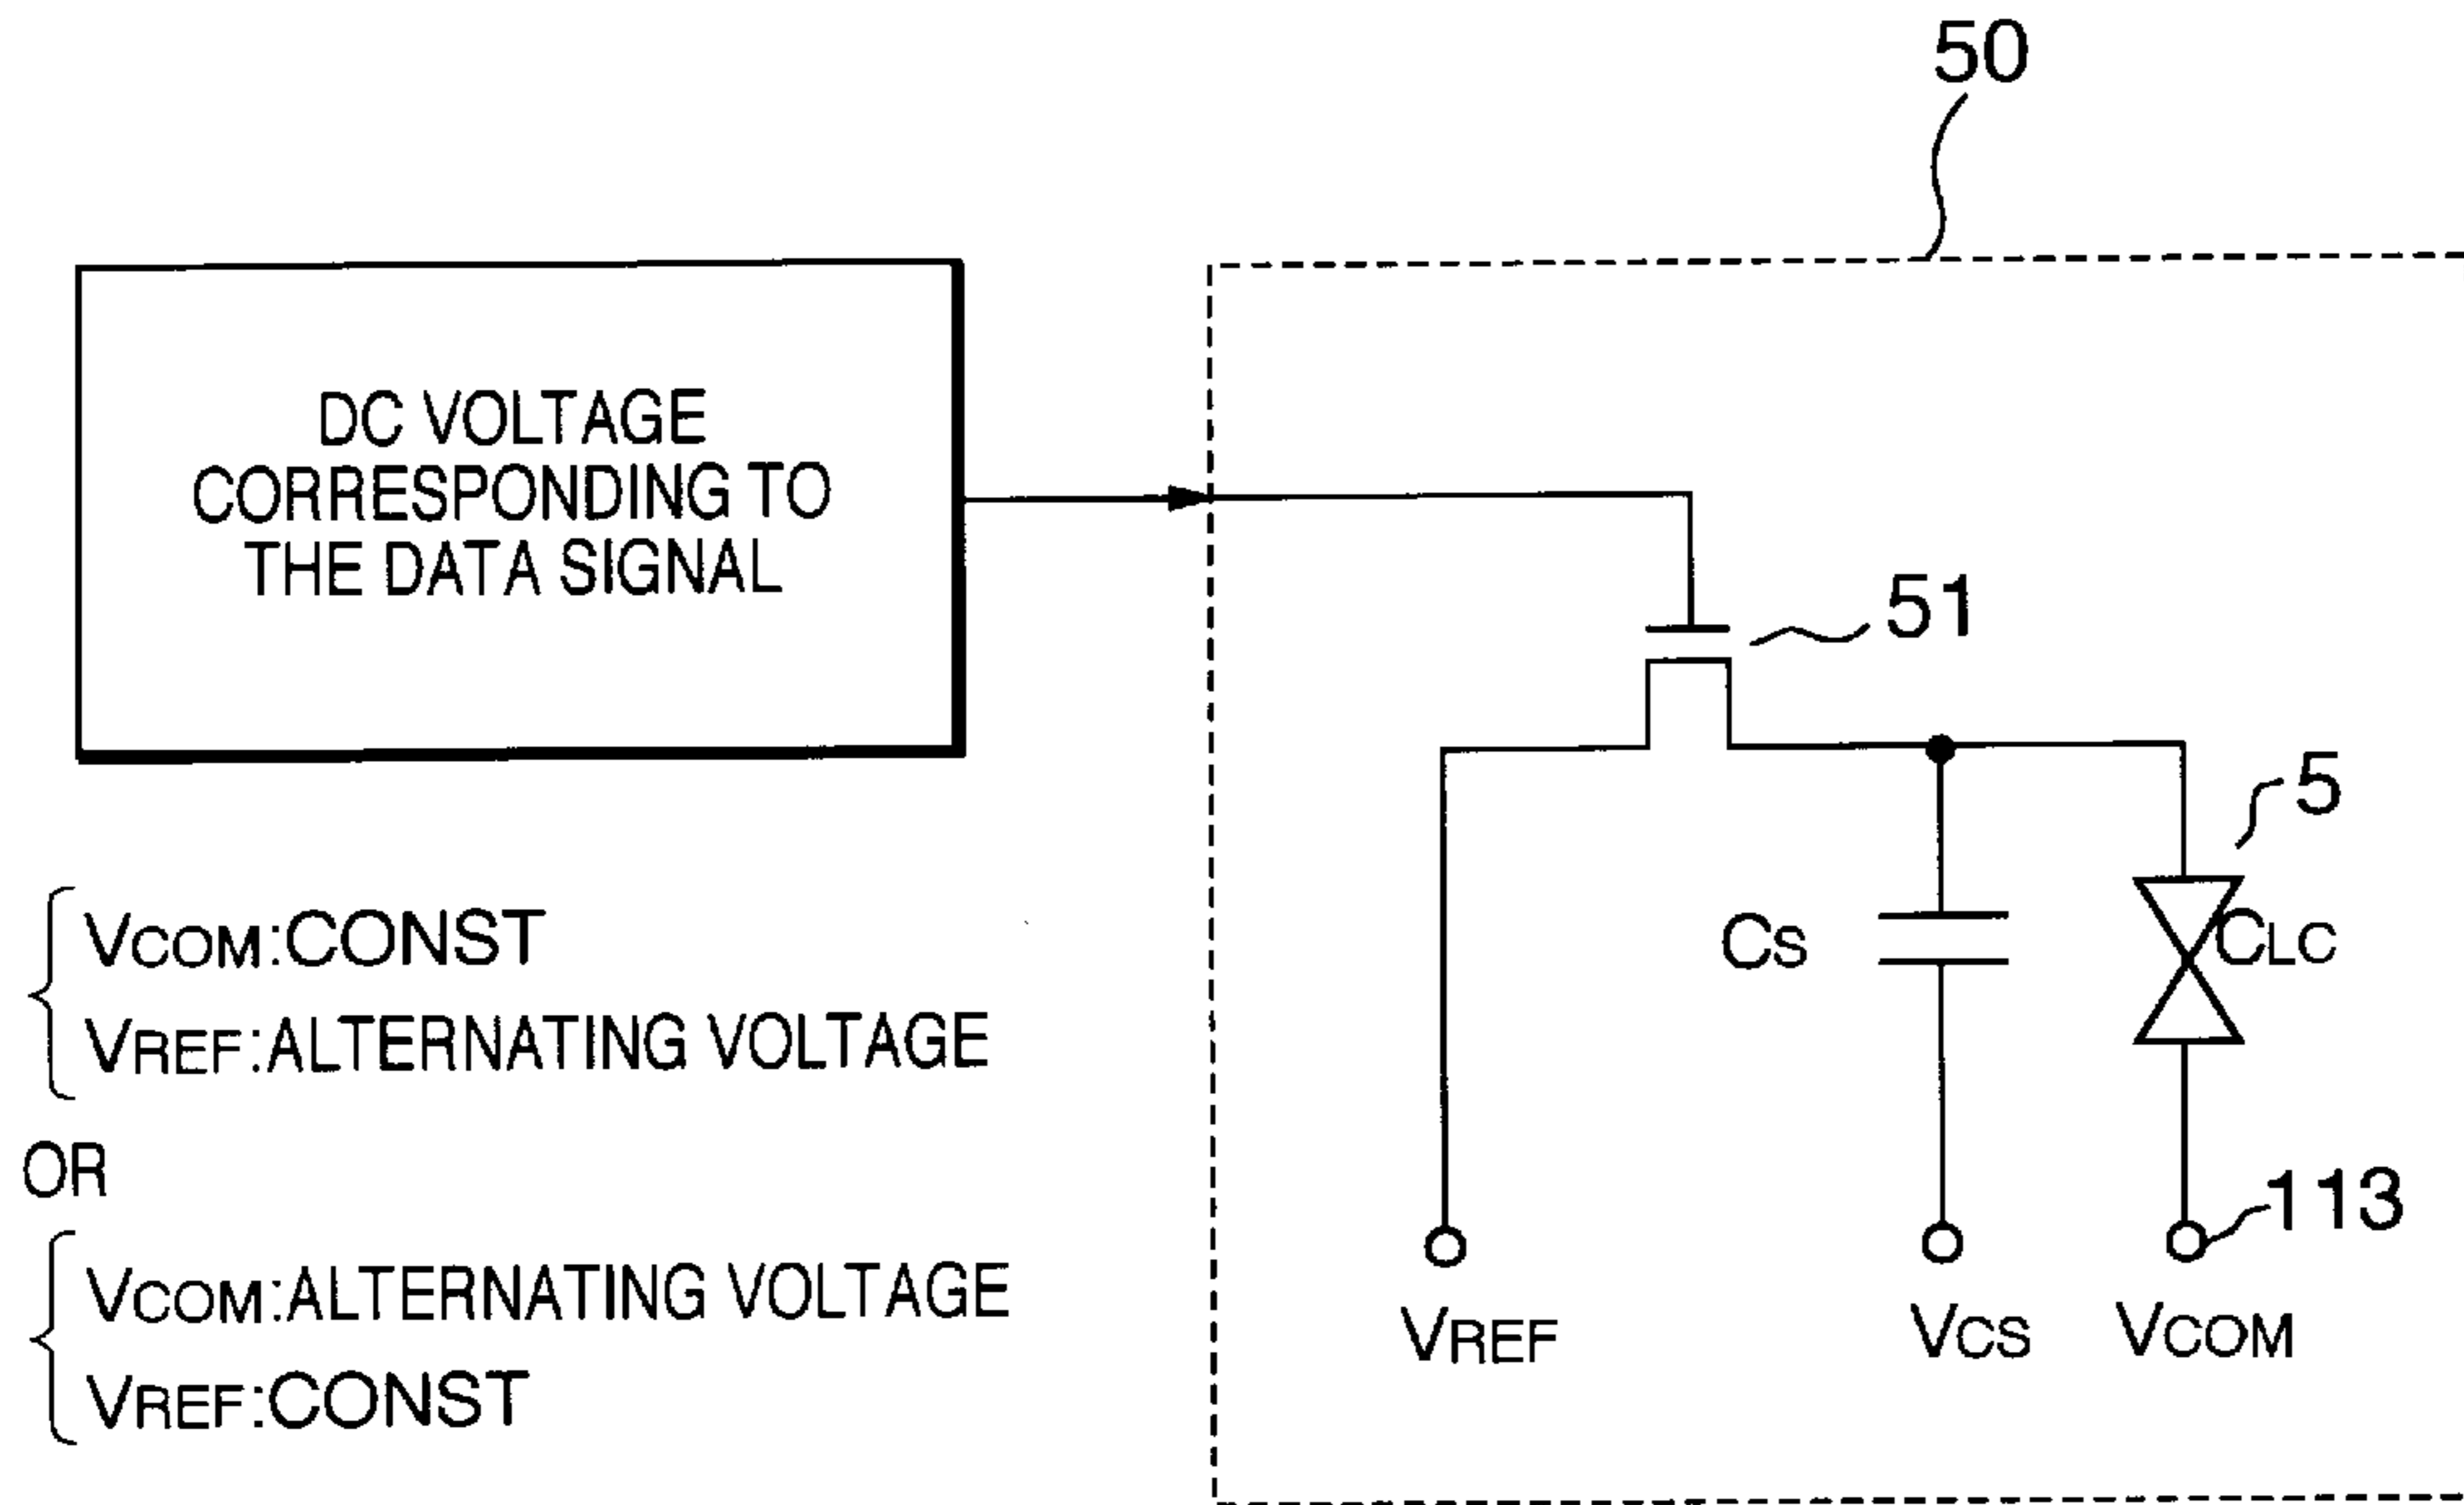 50
DC VOLTAGE
CORRESPONDING TO
THE DATA SIGNAL
51
5
CS
CLC
VCOM:CONST
VREF:ALTERNATING VOLTAGE
OR
VCOM:ALTERNATING VOLTAGE
VREF:CONST
113
VREF
VCS
VCOM